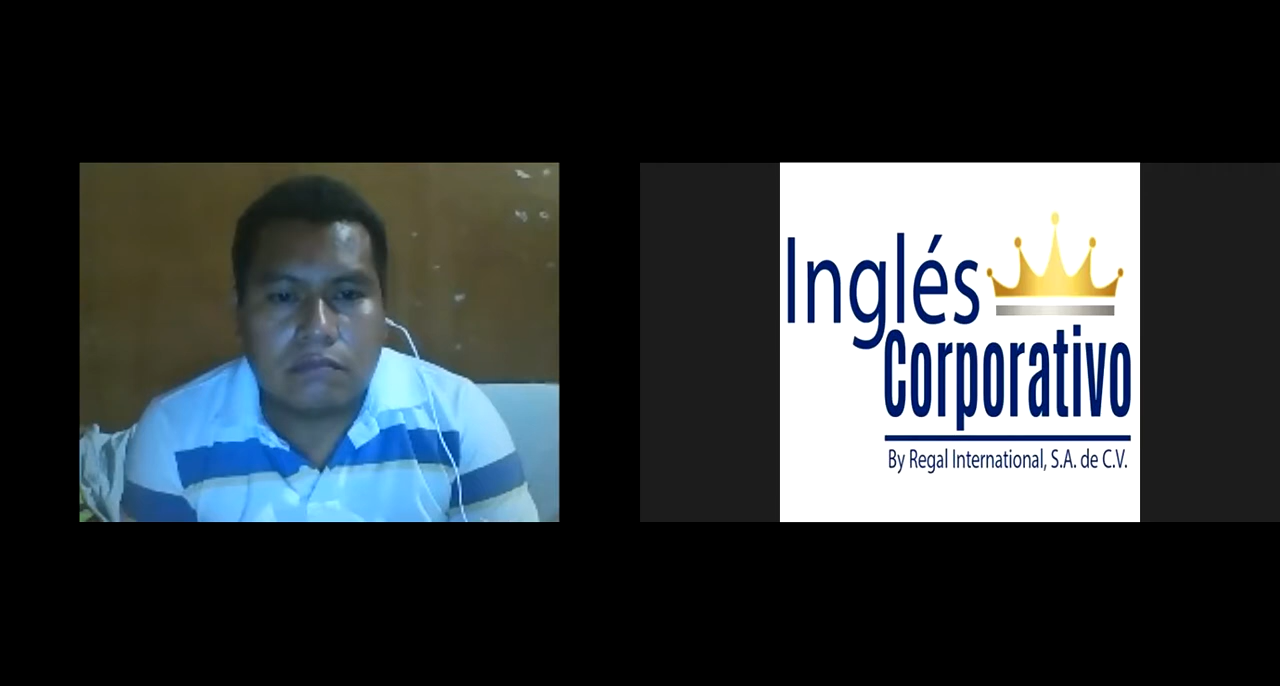 Inglés
Corporativo
By Regal International, S.A. de C.V.